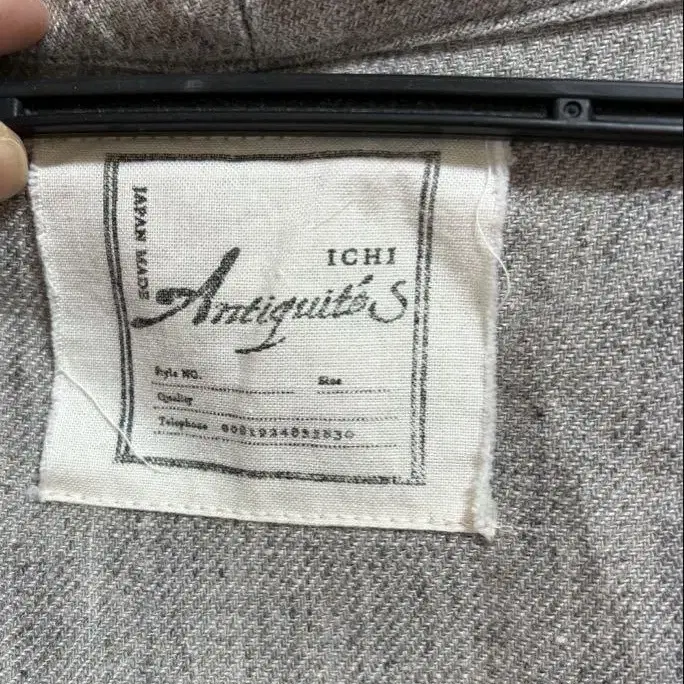 JAPAN MADE
ICHI
AntiquitéS
Style NO.
Size
Quality
Telephone